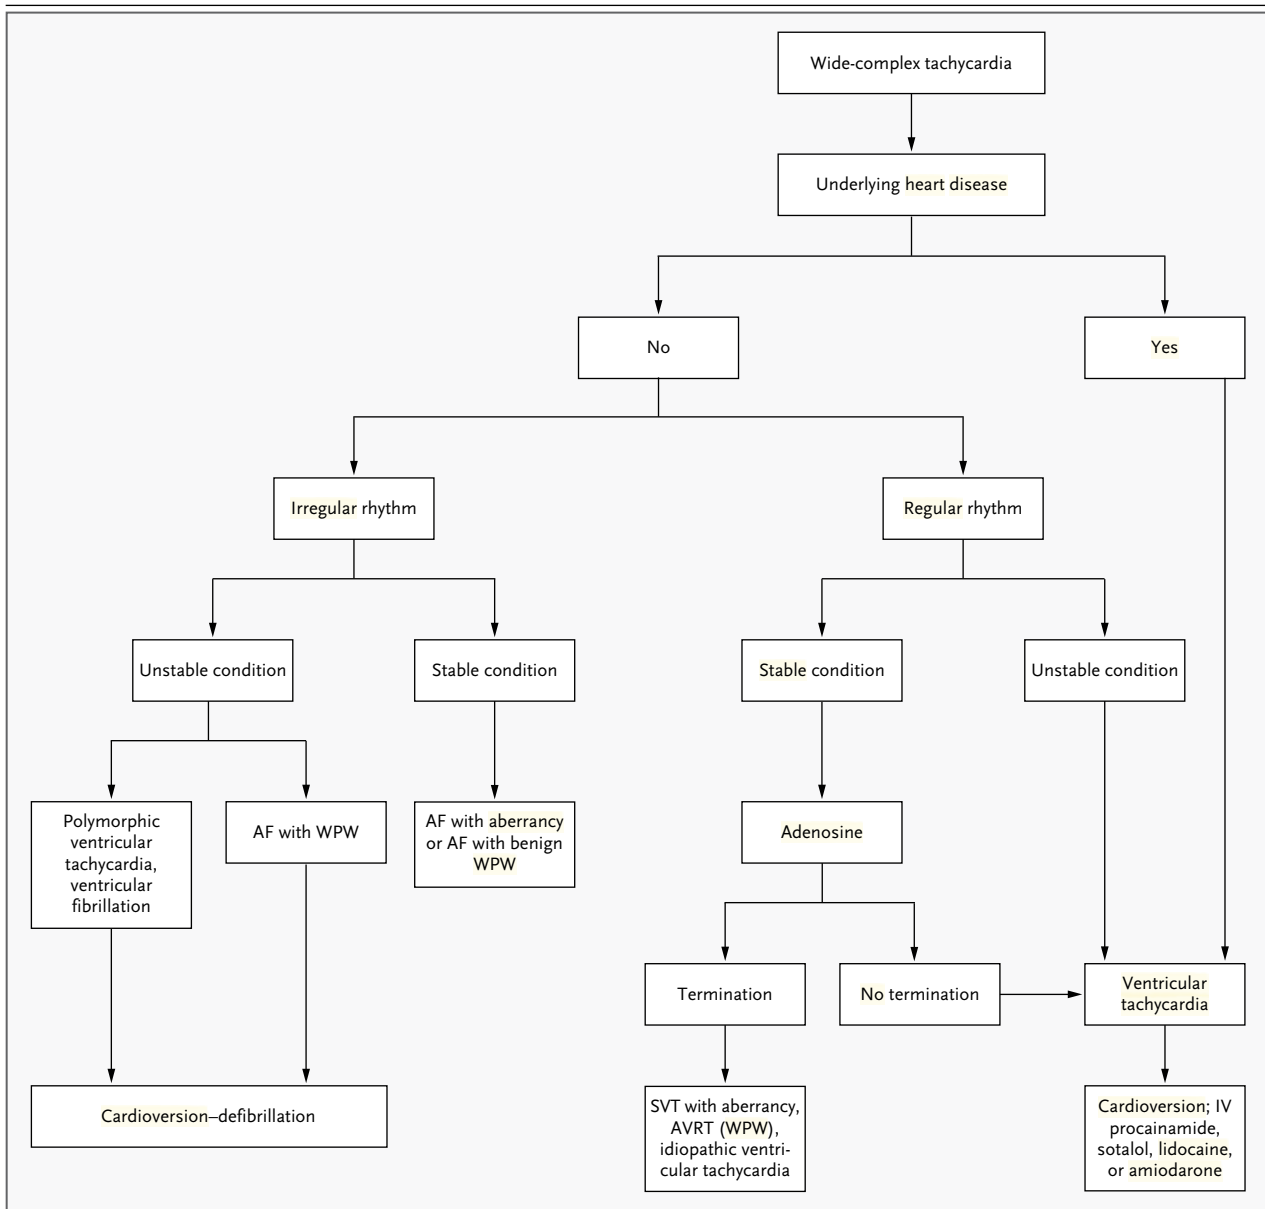 Wide-complex tachycardia
Underlying heart disease
No
Yes
Irregular rhythm
Regular rhythm
Unstable condition
Stable condition
Stable condition
Unstable condition
Polymorphic
ventricular
tachycardia,
ventricular
fibrillation
AF with WPW
AF with aberrancy
or AF with benign
WPW
Adenosine
Termination
No termination
Ventricular
tachycardia
Cardioversion–defibrillation
SVT with aberrancy,
AVRT (WPW),
idiopathic ventri-
cular tachycardia
Cardioversion; IV
procainamide,
sotalol, lidocaine,
or amiodarone